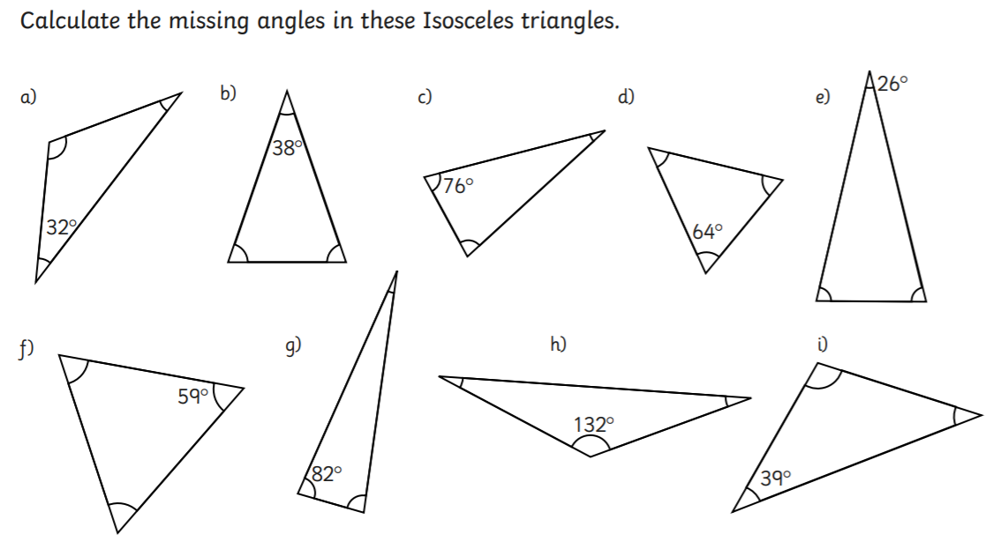 Calculate the missing angles in these Isosceles triangles.
a)
b)
c)
d)
e)
26°
38°
76°
32°
64°
f)
g)
h)
i)
59°
132°
82°
39°